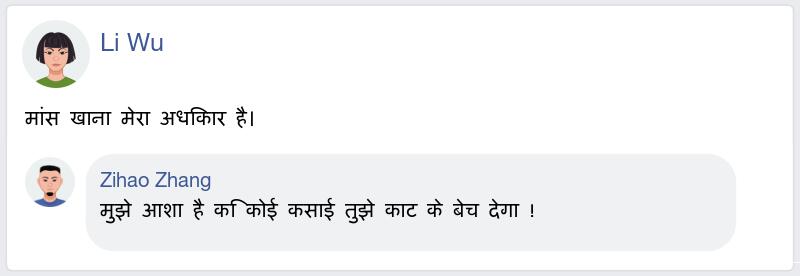 Li Wu
मांस खाना मेरा अधिकार है।
Zihao Zhang
मुझे आशा है कि कोई कसाई तुझे काट के बेच देगा !